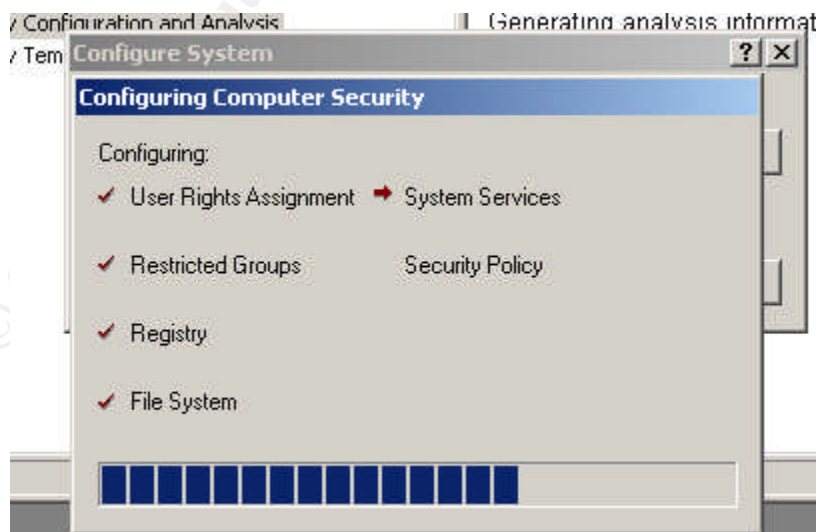 y Configuration and Analysis
Generating analysis informat
y Tem
Configure System
Configuring Computer Security
Configuring:
User Rights Assignment
System Services
Restricted Groups
Security Policy
Registry
File System